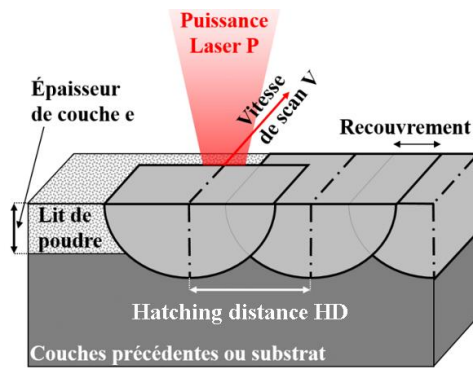 Puissance
Laser P
Épaisseur
de couche e
Vitesse
de scan V
Recouvrement
Lit de
poudre
Hatching distance HD
Couches précédentes ou substrat